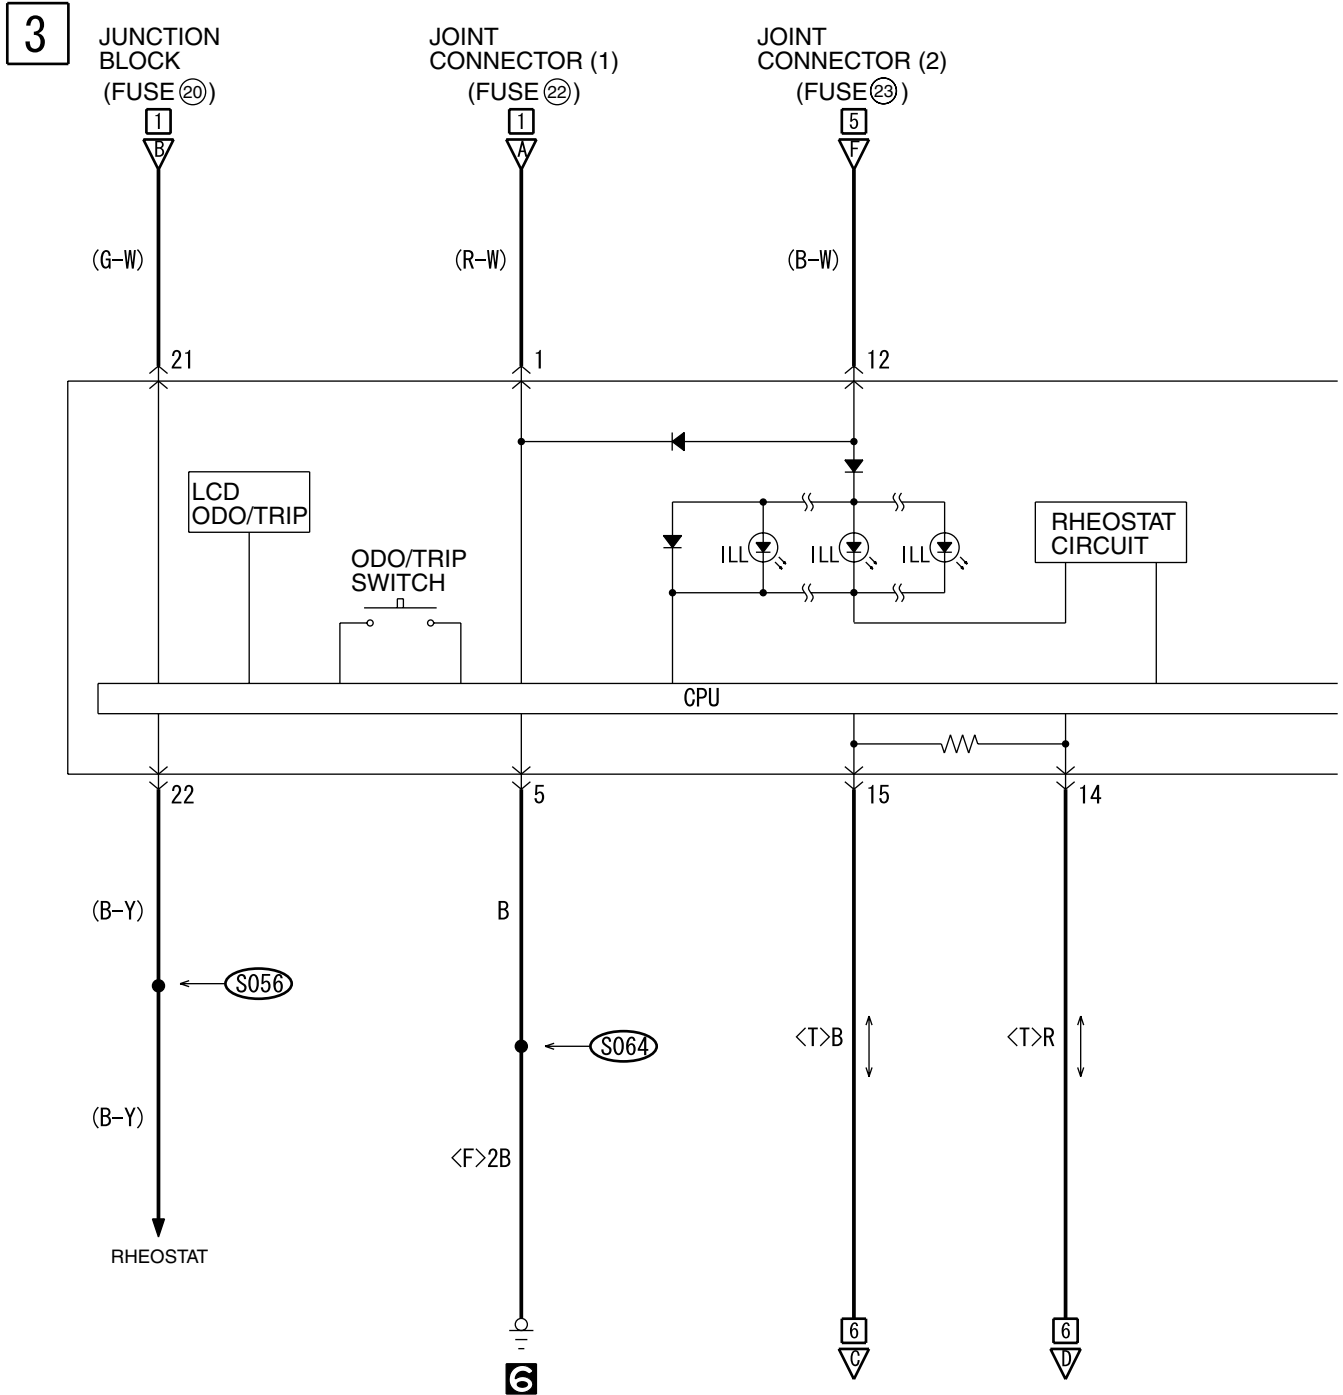 3
JUNCTION
BLOCK
(FUSE 20)
1
B
JOINT
CONNECTOR (1)
(FUSE 22)
1
A
JOINT
CONNECTOR (2)
(FUSE 23)
5
F
(G-W)
(R-W)
(B-W)
21
1
12
LCD
ODO/TRIP
ODO/TRIP
SWITCH
ILL
ILL
ILL
RHEOSTAT
CIRCUIT
CPU
22
5
15
14
(B-Y)
B
S056
<T>B
<T>R
S064
(B-Y)
<F>2B
RHEOSTAT
6
6
C
6
D